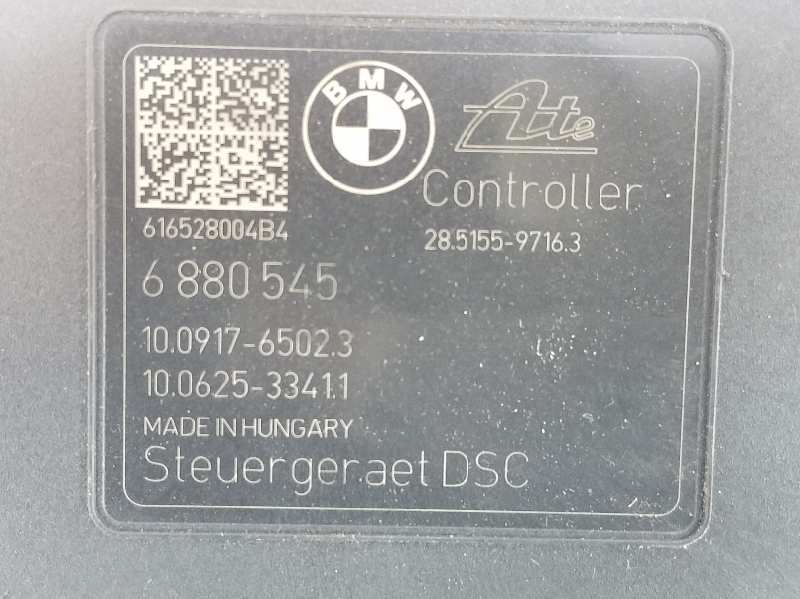 BMW
Ate
Controller
616528004B4
28.5155-9716.3
6 880 545
10.0917-6502.3
10.0625-3341.1
MADE IN HUNGARY
Steuergeraet DSC